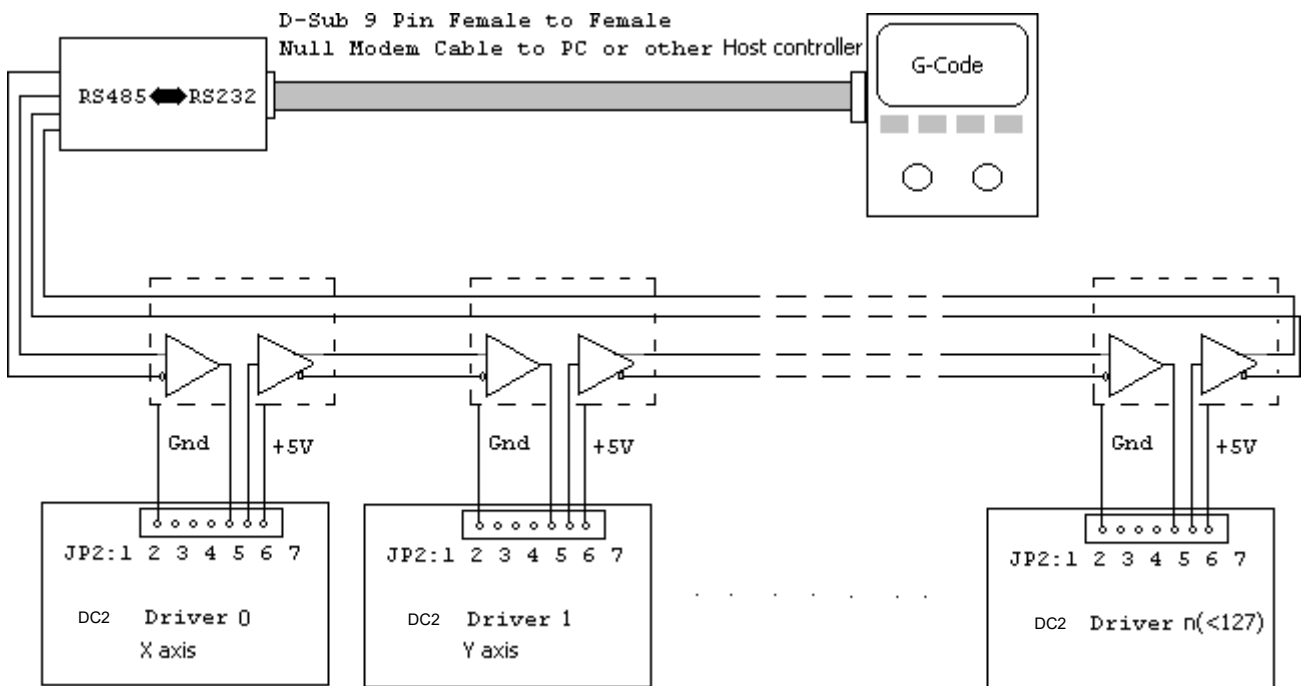 D-Sub 9 Pin Female to Female
Null Modem Cable to PC or other Host controller
G-Code
RS485 RS232
Gnd +5V Gnd +5V Gnd +5V
JP2:1 2 3 4 5 6 7 JP2:1 2 3 4 5 6 7 JP2:1 2 3 4 5 6 7
DC2 Driver 0 DC2 Driver 1 DC2 Driver n(<127)
X axis Y axis